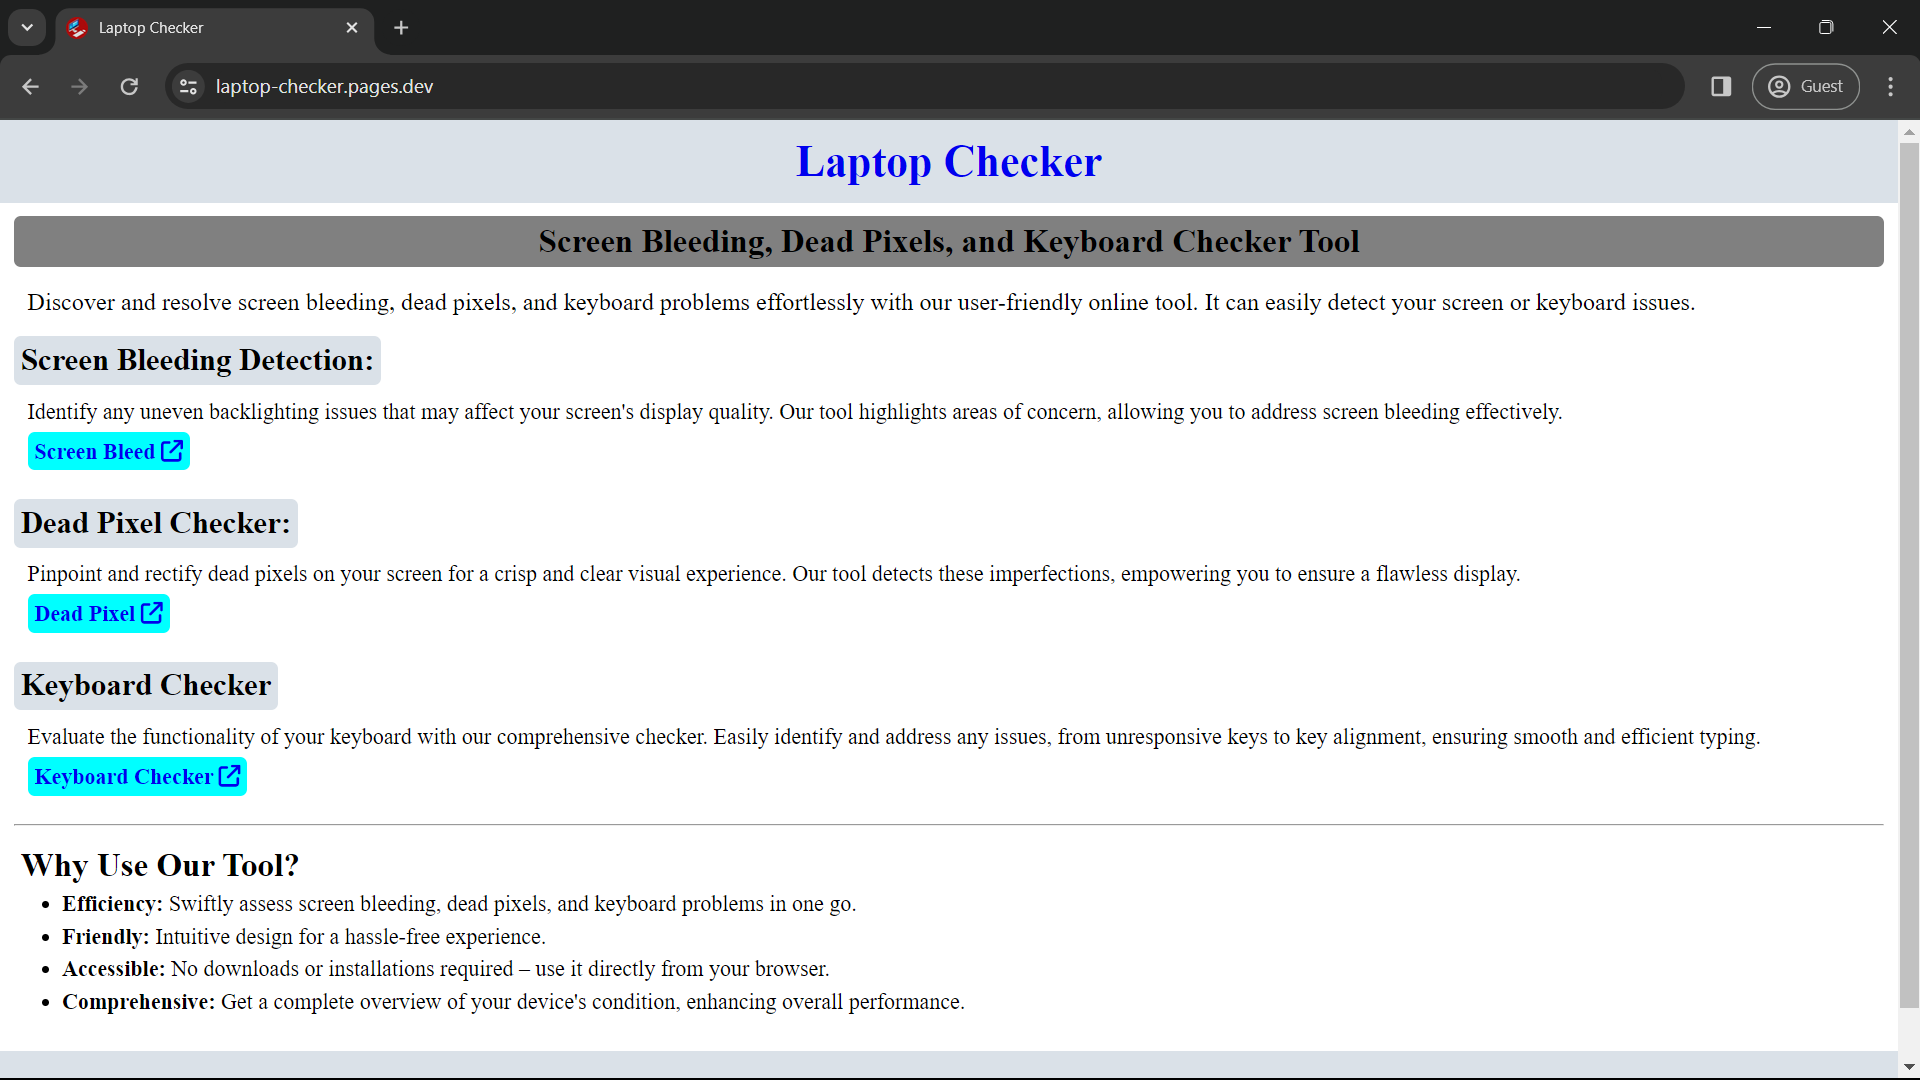 Laptop Checker
laptop-checker.pages.dev
Guest
Laptop Checker
Screen Bleeding, Dead Pixels, and Keyboard Checker Tool
Discover and resolve screen bleeding, dead pixels, and keyboard problems effortlessly with our user-friendly online tool. It can easily detect your screen or keyboard issues.
Screen Bleeding Detection:
Identify any uneven backlighting issues that may affect your screen's display quality. Our tool highlights areas of concern, allowing you to address screen bleeding effectively.
Screen Bleed
Dead Pixel Checker:
Pinpoint and rectify dead pixels on your screen for a crisp and clear visual experience. Our tool detects these imperfections, empowering you to ensure a flawless display.
Dead Pixel
Keyboard Checker
Evaluate the functionality of your keyboard with our comprehensive checker. Easily identify and address any issues, from unresponsive keys to key alignment, ensuring smooth and efficient typing.
Keyboard Checker
Why Use Our Tool?
• Efficiency: Swiftly assess screen bleeding, dead pixels, and keyboard problems in one go.
• Friendly: Intuitive design for a hassle-free experience.
• Accessible: No downloads or installations required – use it directly from your browser.
• Comprehensive: Get a complete overview of your device's condition, enhancing overall performance.